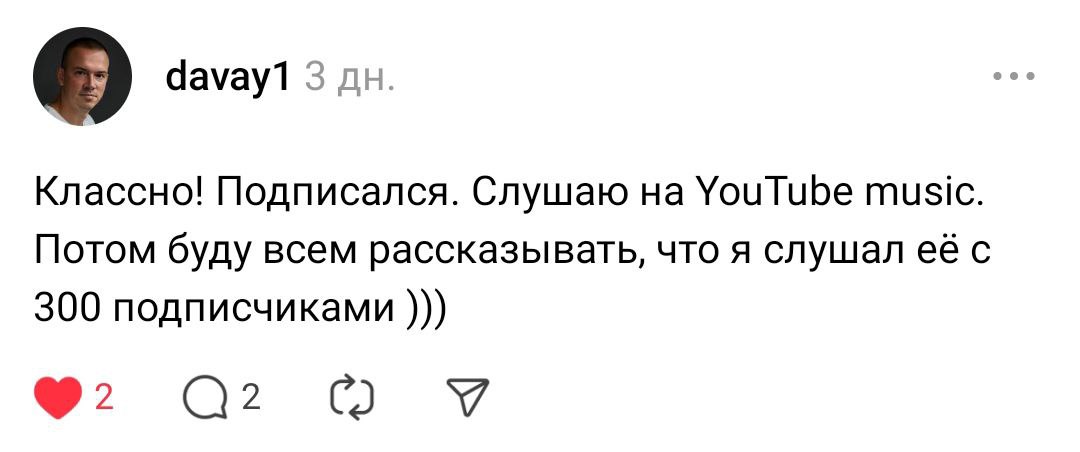 davay1 3 дн.
Классно! Подписался. Слушаю на YouTube music.
Потом буду всем рассказывать, что я слушал её с
300 подписчиками )))
2 2